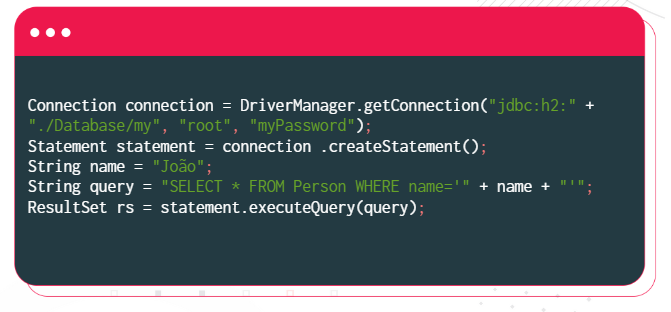 Connection connection = DriverManager.getConnection("jdbc:h2:" +
"./Database/my", "root", "myPassword");
Statement statement = connection .createStatement();
String name = "João";
String query = "SELECT * FROM Person WHERE name='" + name + "'";
ResultSet rs = statement.executeQuery(query);